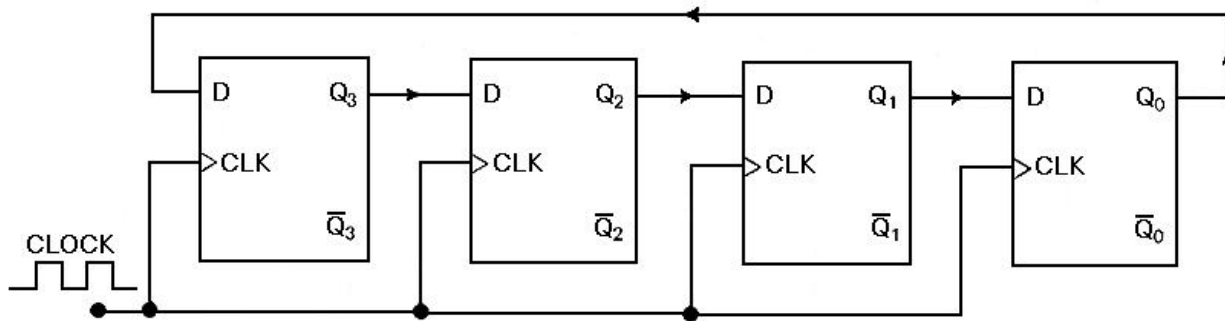 D Q₃ D Q₂ D Q₁ D Q₀
CLK CLK CLK CLK
Q̅₃ Q̅₂ Q̅₁ Q̅₀
CLOCK